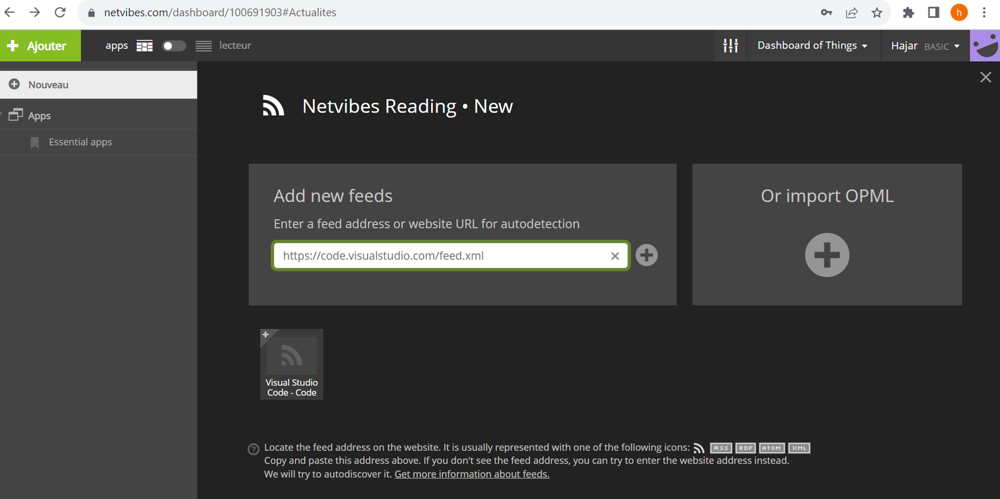 netvibes.com/dashboard/100691903#Actualites
h
Ajouter
apps
lecteur
Dashboard of Things
Hajar BASIC
Nouveau
Apps
Essential apps
Netvibes Reading • New
Add new feeds
Enter a feed address or website URL for autodetection
https://code.visualstudio.com/feed.xml
Or import OPML
Visual Studio
Code - Code
Locate the feed address on the website. It is usually represented with one of the following icons: RSS RDF ATOM XML
Copy and paste this address above. If you don't see the feed address, you can try to enter the website address instead.
We will try to autodiscover it. Get more information about feeds.